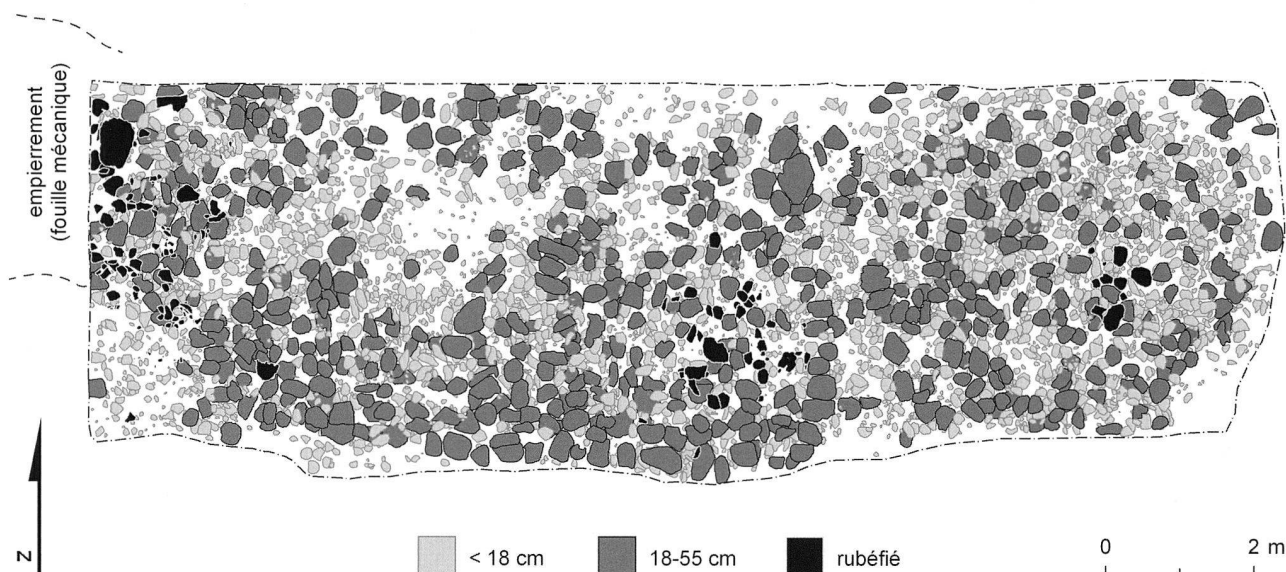 empierrement
(fouille mécanique)
N
< 18 cm
18-55 cm
rubéfié
0
2 m